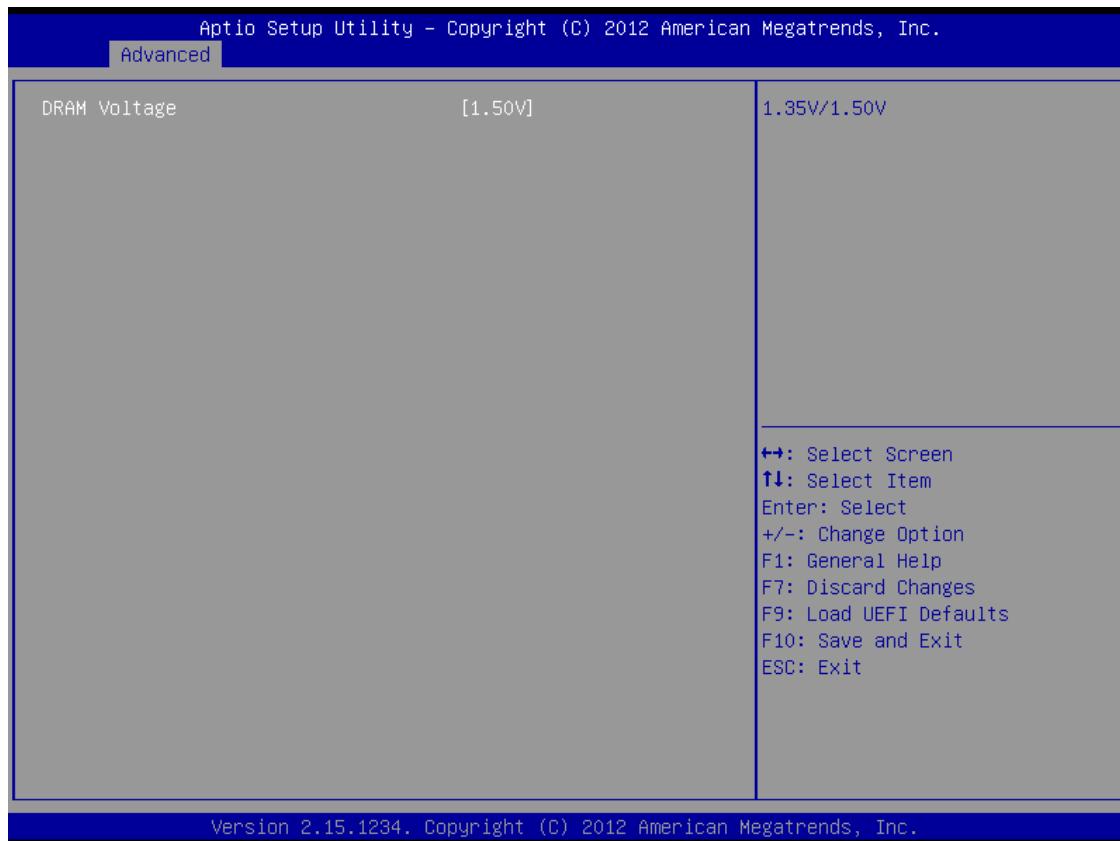 Aptio Setup Utility – Copyright (C) 2012 American Megatrends, Inc.
Advanced
DRAM Voltage [1.50V]
1.35V/1.50V
↔: Select Screen
↑↓: Select Item
Enter: Select
+/-: Change Option
F1: General Help
F7: Discard Changes
F9: Load UEFI Defaults
F10: Save and Exit
ESC: Exit
Version 2.15.1234. Copyright (C) 2012 American Megatrends, Inc.